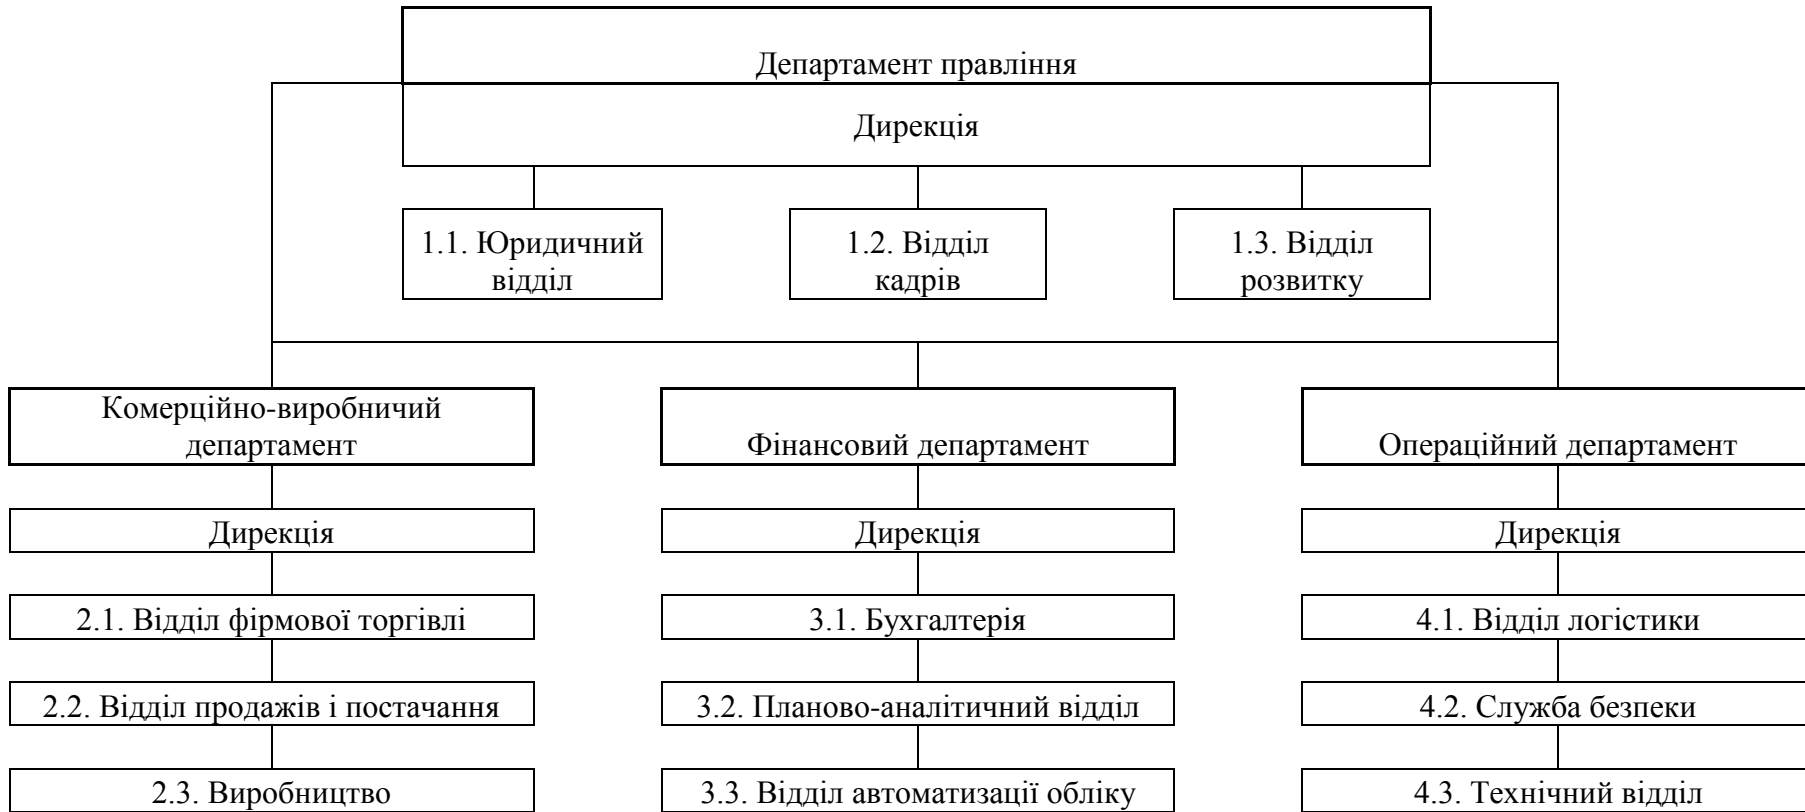 Департамент правління
Дирекція
1.1. Юридичний
відділ
1.2. Відділ
кадрів
1.3. Відділ
розвитку
Комерційно-виробничий
департамент
Фінансовий департамент
Операційний департамент
Дирекція
Дирекція
Дирекція
2.1. Відділ фірмової торгівлі
3.1. Бухгалтерія
4.1. Відділ логістики
2.2. Відділ продажів і постачання
3.2. Планово-аналітичний відділ
4.2. Служба безпеки
2.3. Виробництво
3.3. Відділ автоматизації обліку
4.3. Технічний відділ